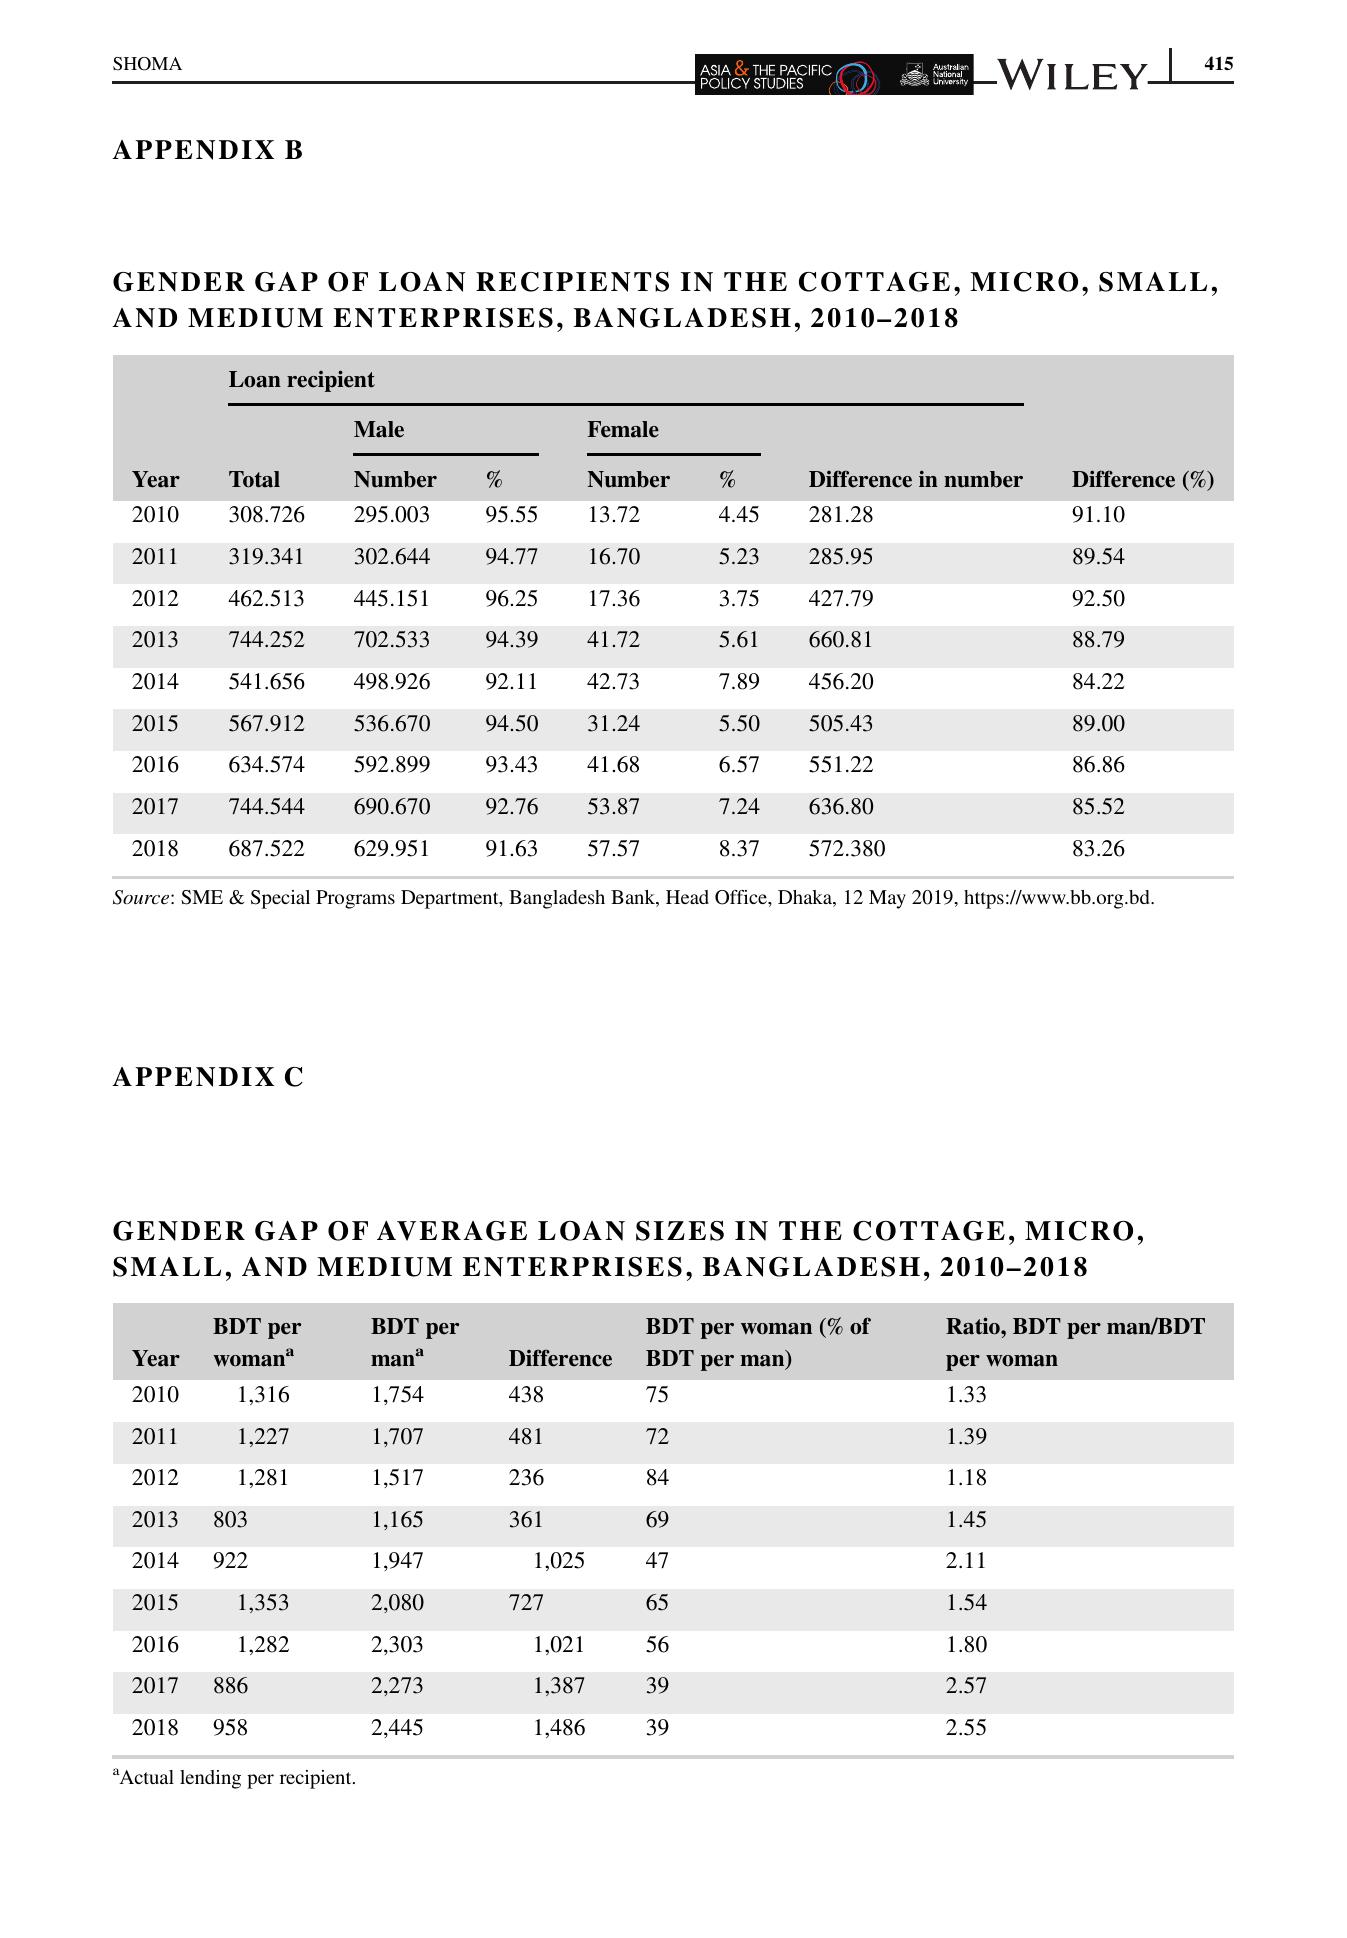 SHOMA
ASIA & THE PACIFIC
POLICY STUDIES
Australian
National
University
WILEY
415
APPENDIX B
GENDER GAP OF LOAN RECIPIENTS IN THE COTTAGE, MICRO, SMALL,
AND MEDIUM ENTERPRISES, BANGLADESH, 2010–2018
Loan recipient
Male Female
Year Total Number % Number % Difference in number Difference (%)
2010 308.726 295.003 95.55 13.72 4.45 281.28 91.10
2011 319.341 302.644 94.77 16.70 5.23 285.95 89.54
2012 462.513 445.151 96.25 17.36 3.75 427.79 92.50
2013 744.252 702.533 94.39 41.72 5.61 660.81 88.79
2014 541.656 498.926 92.11 42.73 7.89 456.20 84.22
2015 567.912 536.670 94.50 31.24 5.50 505.43 89.00
2016 634.574 592.899 93.43 41.68 6.57 551.22 86.86
2017 744.544 690.670 92.76 53.87 7.24 636.80 85.52
2018 687.522 629.951 91.63 57.57 8.37 572.380 83.26
Source: SME & Special Programs Department, Bangladesh Bank, Head Office, Dhaka, 12 May 2019, https://www.bb.org.bd.
APPENDIX C
GENDER GAP OF AVERAGE LOAN SIZES IN THE COTTAGE, MICRO,
SMALL, AND MEDIUM ENTERPRISES, BANGLADESH, 2010–2018
BDT per BDT per BDT per woman (% of Ratio, BDT per man/BDT
Year womanᵃ manᵃ Difference BDT per man) per woman
2010 1,316 1,754 438 75 1.33
2011 1,227 1,707 481 72 1.39
2012 1,281 1,517 236 84 1.18
2013 803 1,165 361 69 1.45
2014 922 1,947 1,025 47 2.11
2015 1,353 2,080 727 65 1.54
2016 1,282 2,303 1,021 56 1.80
2017 886 2,273 1,387 39 2.57
2018 958 2,445 1,486 39 2.55
ᵃActual lending per recipient.